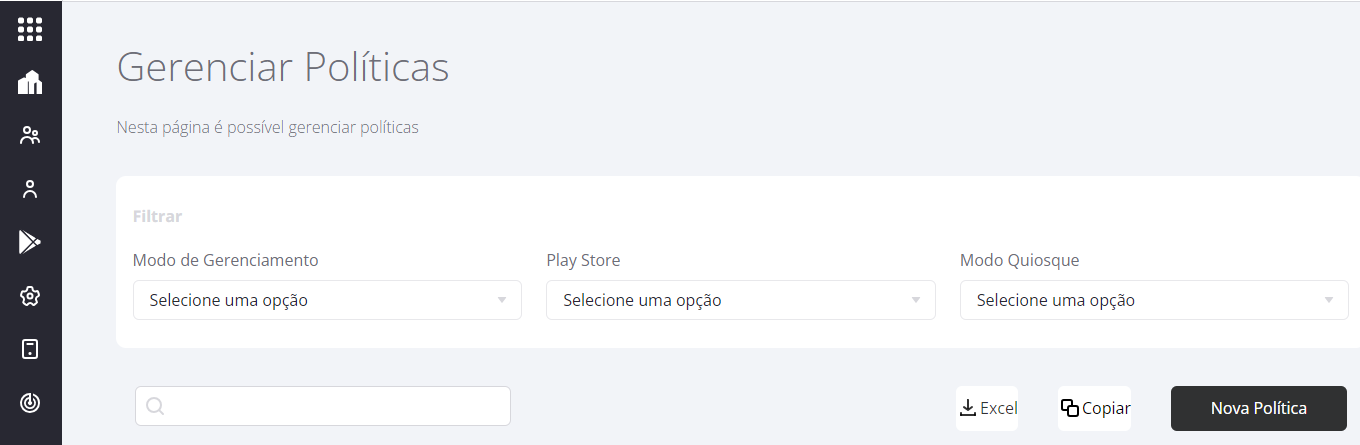 Gerenciar Políticas
Nesta página é possível gerenciar políticas
Filtrar
Modo de Gerenciamento
Play Store
Modo Quiosque
Selecione uma opção
Selecione uma opção
Selecione uma opção
Excel
Copiar
Nova Política